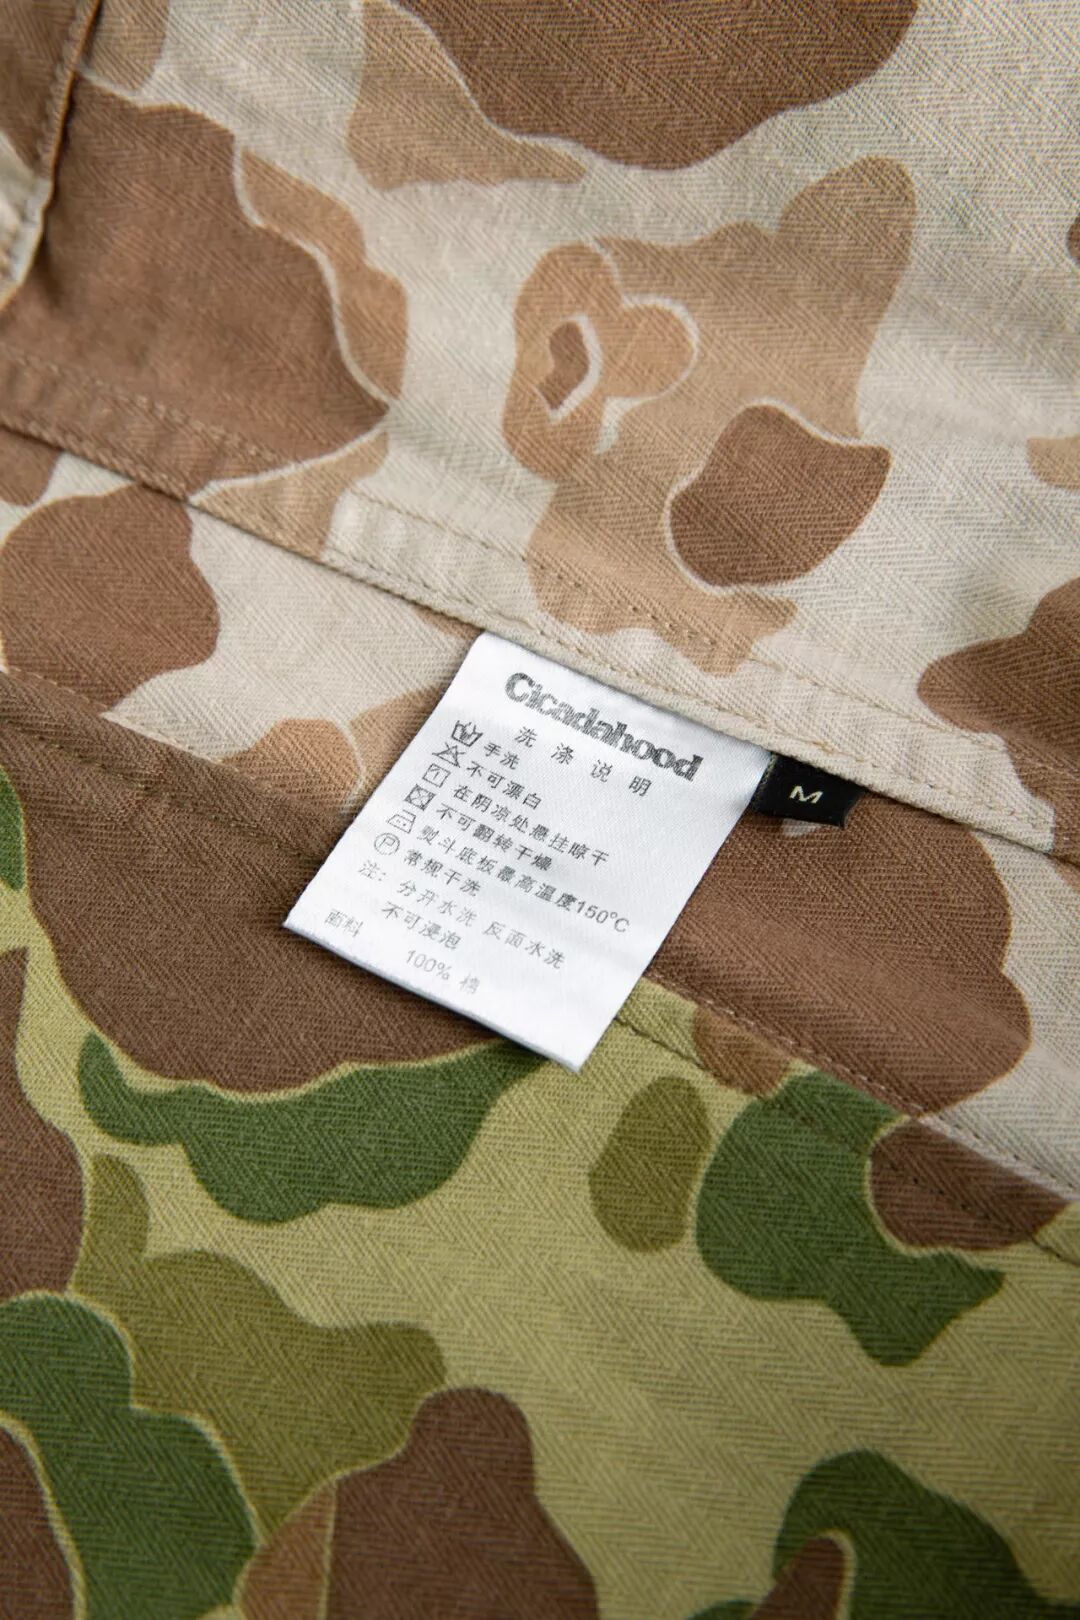 Cicadahood
洗涤说明
手洗
不可漂白
在阴凉处悬挂晾干
不可翻转干燥
熨斗底板最高温度150℃
常规干洗
注: 分开水洗 反面水洗
不可浸泡
面料 100% 棉
M